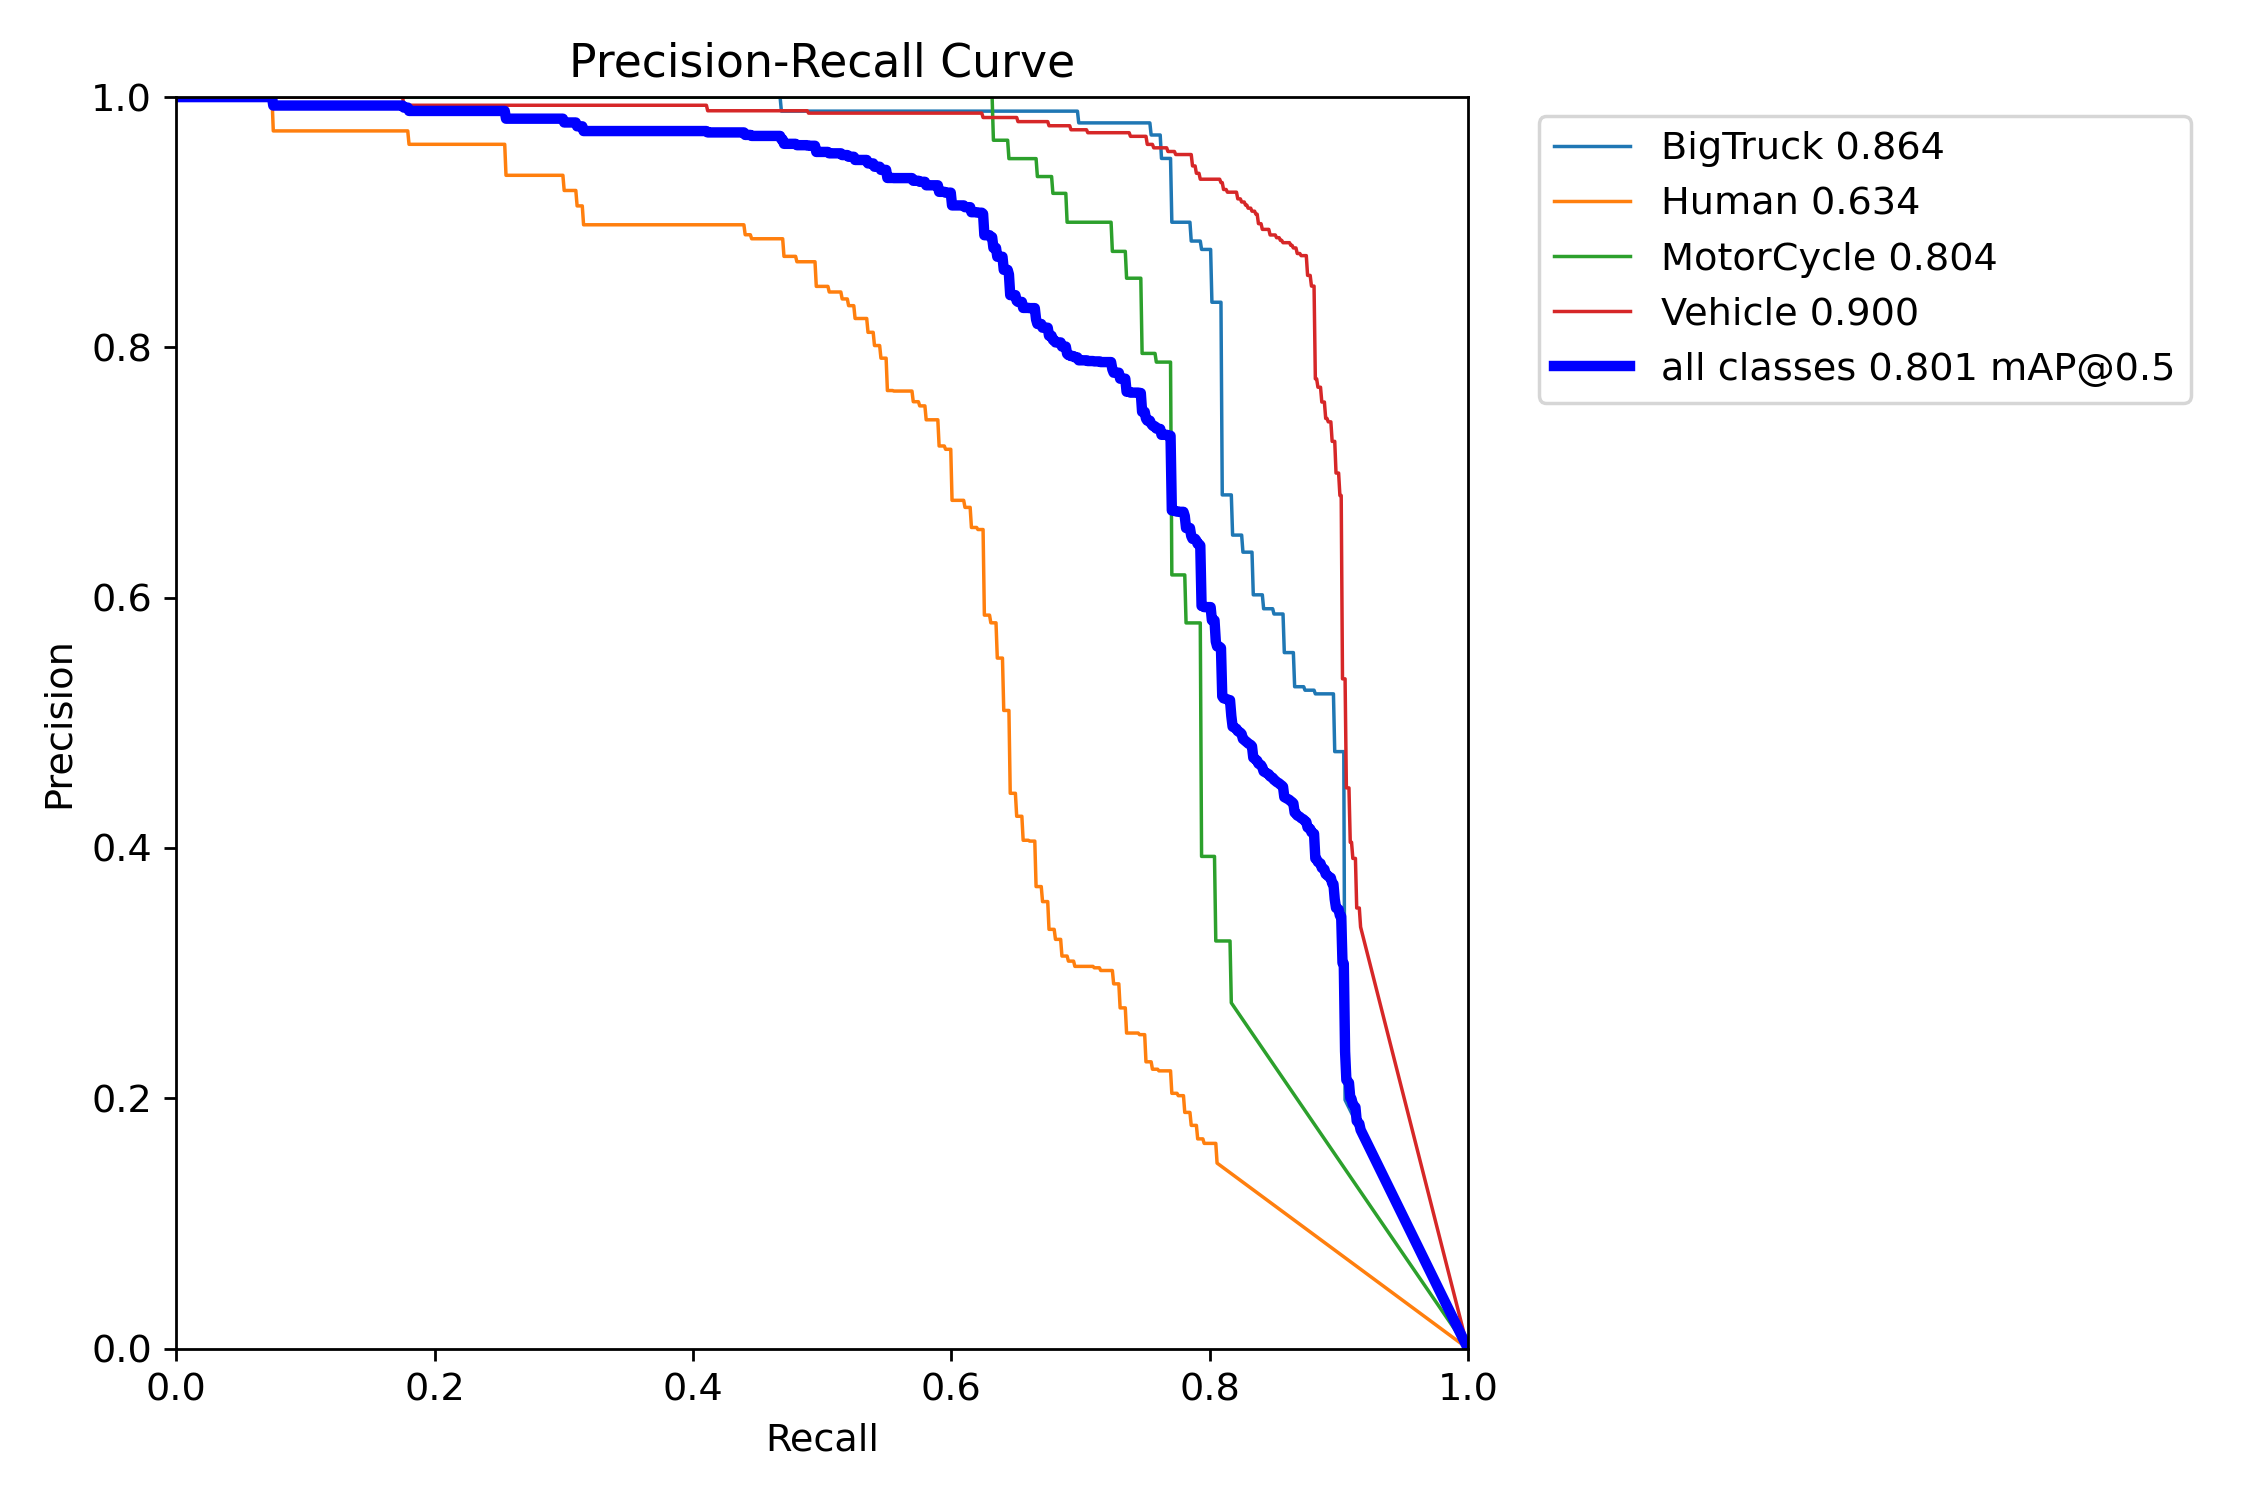 Precision-Recall Curve
1.0
0.8
0.6
0.4
0.2
0.0
Precision
0.0 0.2 0.4 0.6 0.8 1.0
Recall
BigTruck 0.864
Human 0.634
MotorCycle 0.804
Vehicle 0.900
all classes 0.801 mAP@0.5